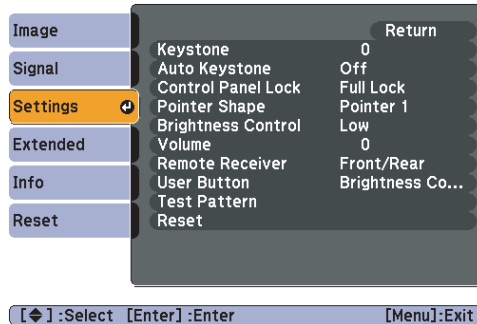 Image
Signal
Settings
Extended
Info
Reset
Return
Keystone 0
Auto Keystone Off
Control Panel Lock Full Lock
Pointer Shape Pointer 1
Brightness Control Low
Volume 0
Remote Receiver Front/Rear
User Button Brightness Co...
Test Pattern
Reset
[◆] :Select [Enter] :Enter [Menu]:Exit